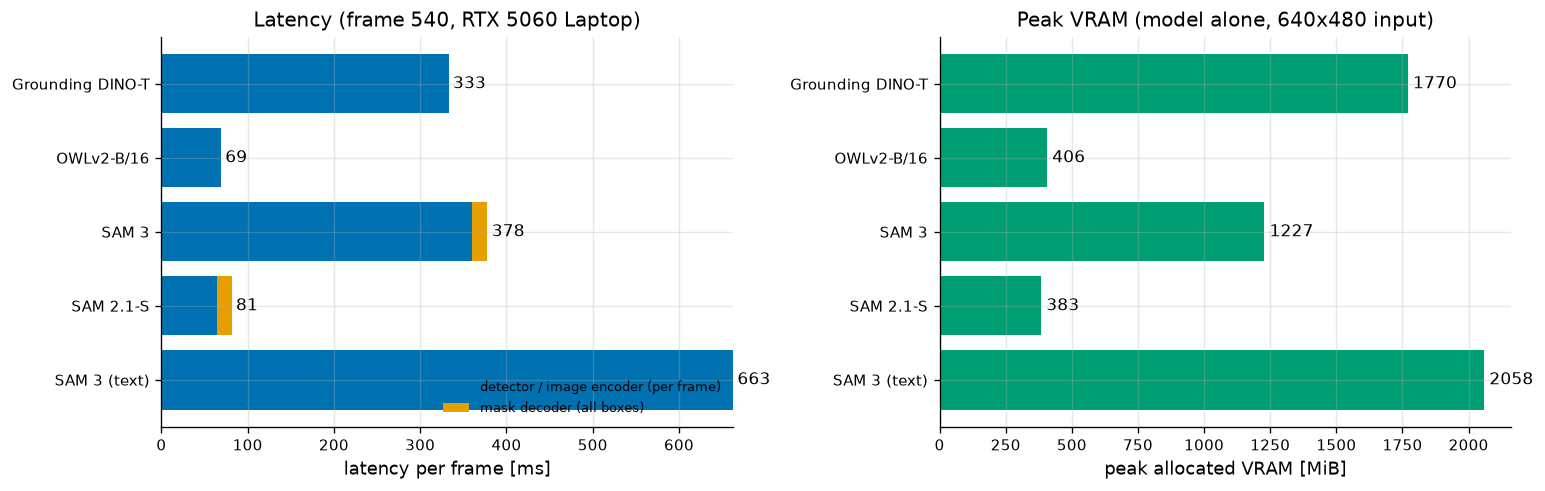 Latency (frame 540, RTX 5060 Laptop)
Grounding DINO-T
333
OWLv2-B/16
69
SAM 3
378
SAM 2.1-S
81
SAM 3 (text)
663
detector / image encoder (per frame)
mask decoder (all boxes)
0 100 200 300 400 500 600
latency per frame [ms]
Peak VRAM (model alone, 640x480 input)
Grounding DINO-T
1770
OWLv2-B/16
406
SAM 3
1227
SAM 2.1-S
383
SAM 3 (text)
2058
0 250 500 750 1000 1250 1500 1750 2000
peak allocated VRAM [MiB]